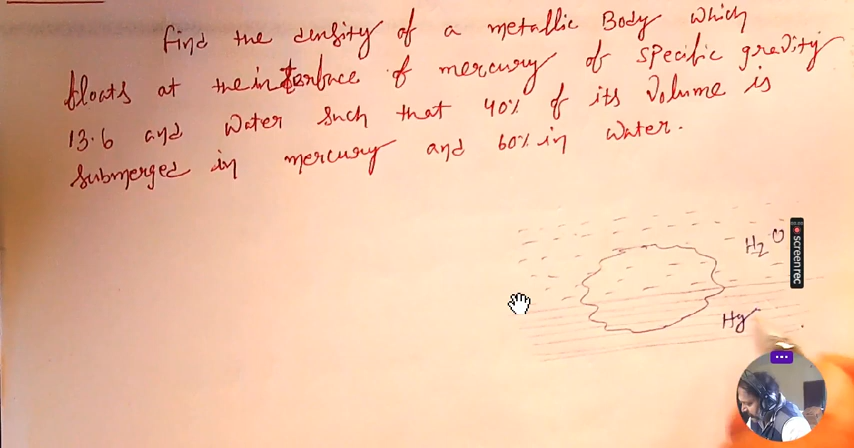 Find the density of a metallic Body which
floats at the interface of mercury of specific gravity
13.6 and water such that 40% of its volume is
submerged in mercury and 60% in water.
H2O
Hg
screenrec